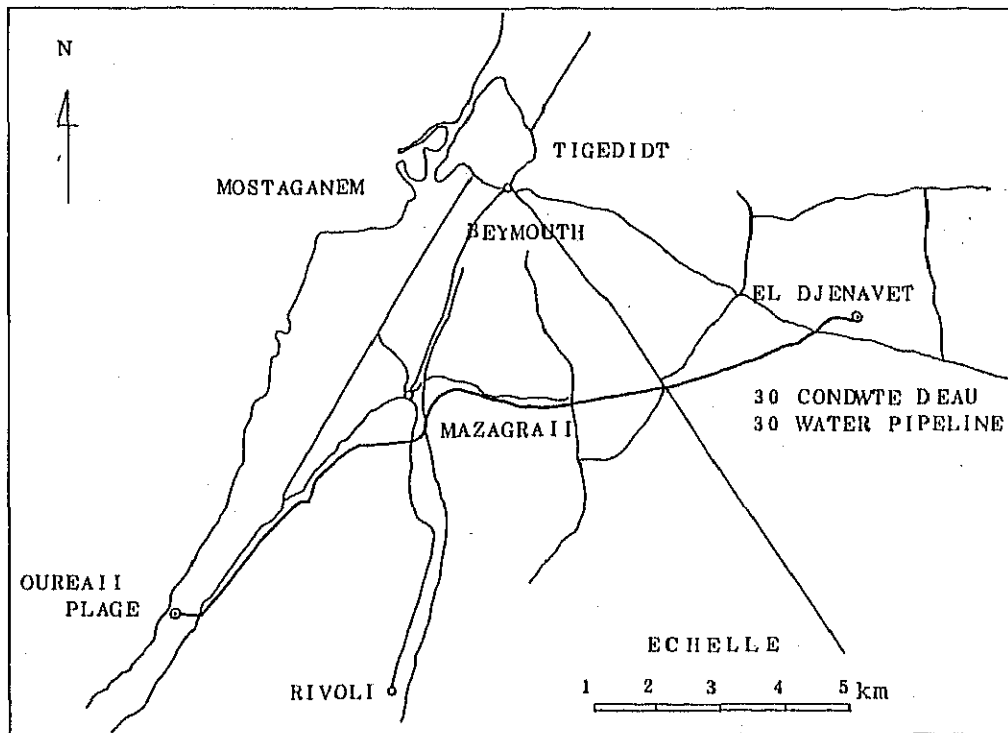 N
TIGEDIDT
MOSTAGANEM
BEYMOUTH
EL DJENAVET
30 CONDWTE D EAU
30 WATER PIPELINE
MAZAGRAII
OUREAII
PLAGE
ECHELLE
RIVOLI
1 2 3 4 5 km